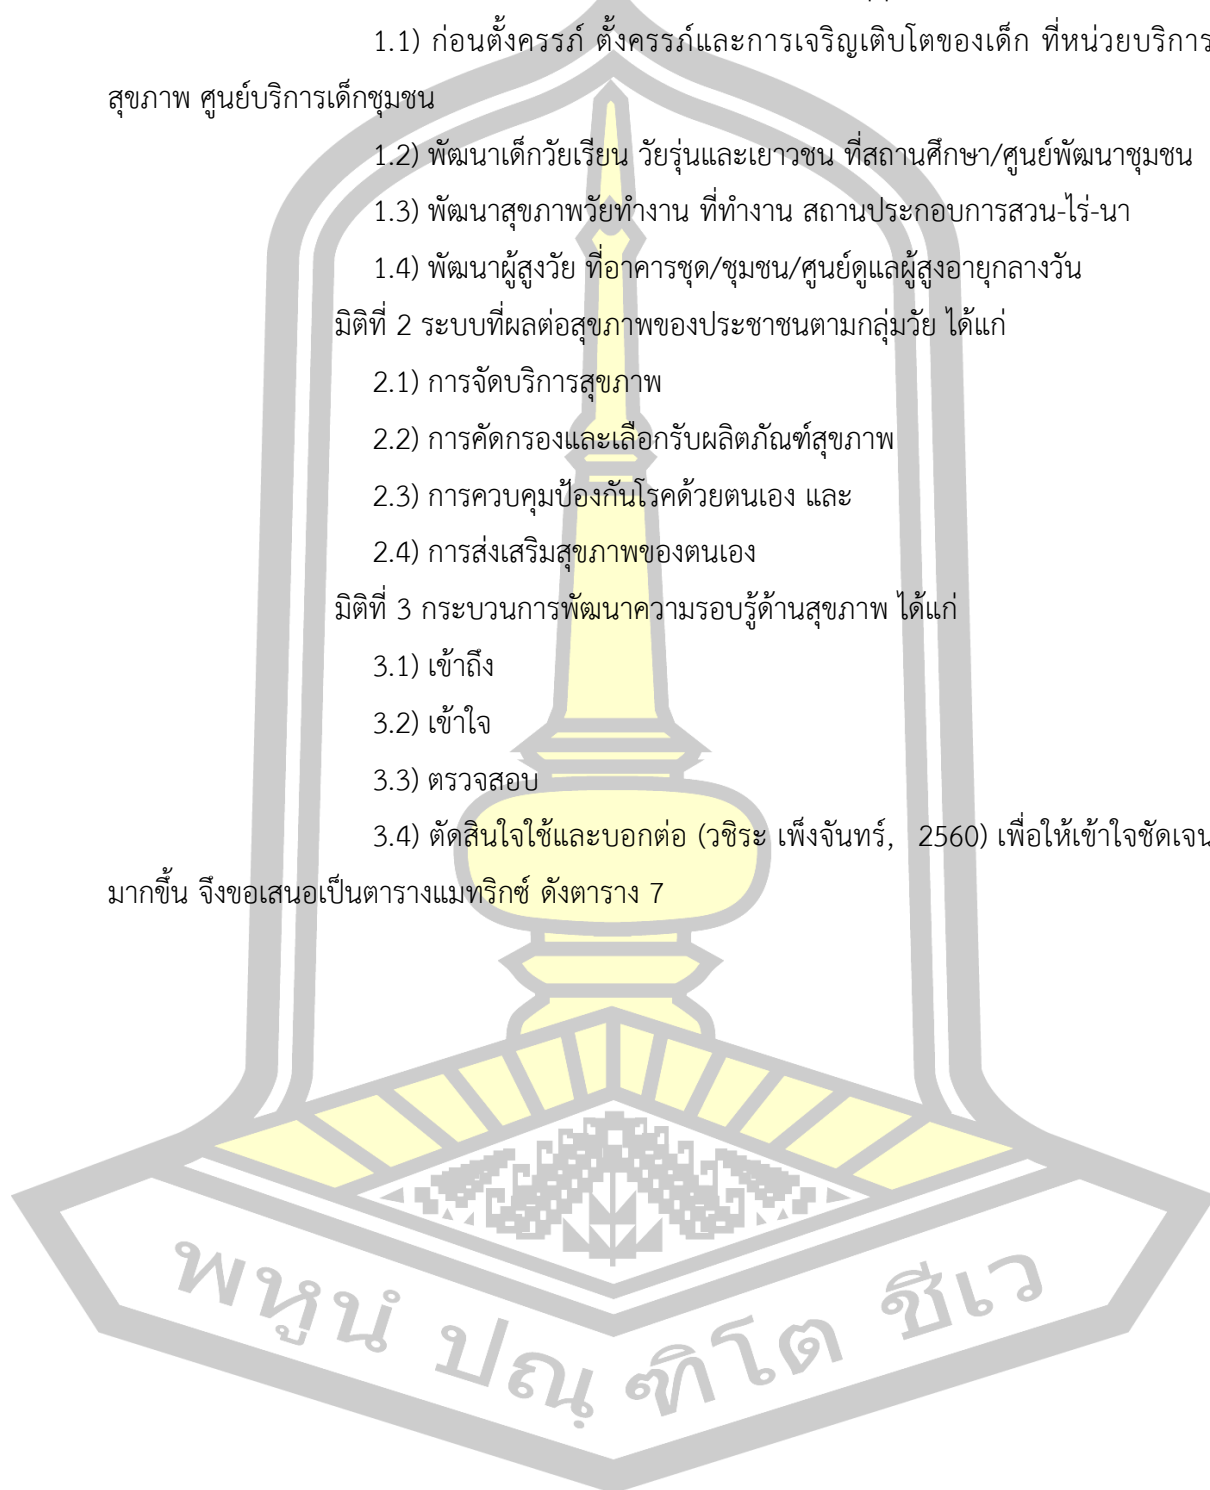 1.1) ก่อนตั้งครรภ์ ตั้งครรภ์และการเจริญเติบโตของเด็ก ที่หน่วยบริการ
สุขภาพ ศูนย์บริการเด็กชุมชน
1.2) พัฒนาเด็กวัยเรียน วัยรุ่นและเยาวชน ที่สถานศึกษา/ศูนย์พัฒนาชุมชน
1.3) พัฒนาสุขภาพวัยทำงาน ที่ทำงาน สถานประกอบการสวน-ไร่-นา
1.4) พัฒนาผู้สูงวัย ที่อาคารชุด/ชุมชน/ศูนย์ดูแลผู้สูงอายุกลางวัน
มิติที่ 2 ระบบที่ผลต่อสุขภาพของประชาชนตามกลุ่มวัย ได้แก่
2.1) การจัดบริการสุขภาพ
2.2) การคัดกรองและเลือกรับผลิตภัณฑ์สุขภาพ
2.3) การควบคุมป้องกันโรคด้วยตนเอง และ
2.4) การส่งเสริมสุขภาพของตนเอง
มิติที่ 3 กระบวนการพัฒนาความรอบรู้ด้านสุขภาพ ได้แก่
3.1) เข้าถึง
3.2) เข้าใจ
3.3) ตรวจสอบ
3.4) ตัดสินใจใช้และบอกต่อ (วชิระ เพ็งจันทร์, 2560) เพื่อให้เข้าใจชัดเจน
มากขึ้น จึงขอเสนอเป็นตารางแมทริกซ์ ดังตาราง 7
พหูนํ ปณฺฑิโต ชีเว